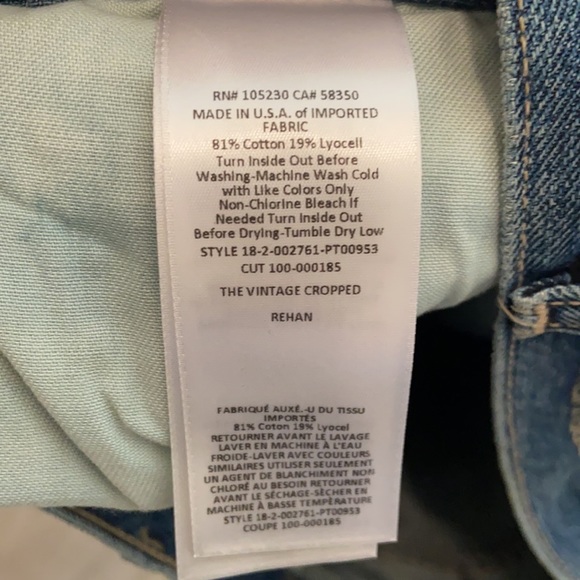 RN# 105230 CA# 58350
MADE IN U.S.A. of IMPORTED
FABRIC
81% Cotton 19% Lyocell
Turn Inside Out Before
Washing-Machine Wash Cold
with Like Colors Only
Non-Chlorine Bleach If
Needed Turn Inside Out
Before Drying-Tumble Dry Low
STYLE 18-2-002761-PT00953
CUT 100-000185
THE VINTAGE CROPPED
REHAN
FABRIQUÉ AUXÉ.-U DU TISSU
IMPORTÉS
81% Coton 19% Lyocel
RETOURNER AVANT LE LAVAGE
LAVER EN MACHINE À L'EAU
FROIDE-LAVER AVEC COULEURS
SIMILAIRES UTILISER SEULEMENT
UN AGENT DE BLANCHIMENT NON
CHLORÉ AU BESOIN RETOURNER
AVANT LE SÉCHAGE-SÉCHER EN
MACHINE À BASSE TEMPÉRATURE
STYLE 18-2-002761-PT00953
COUPE 100-000185